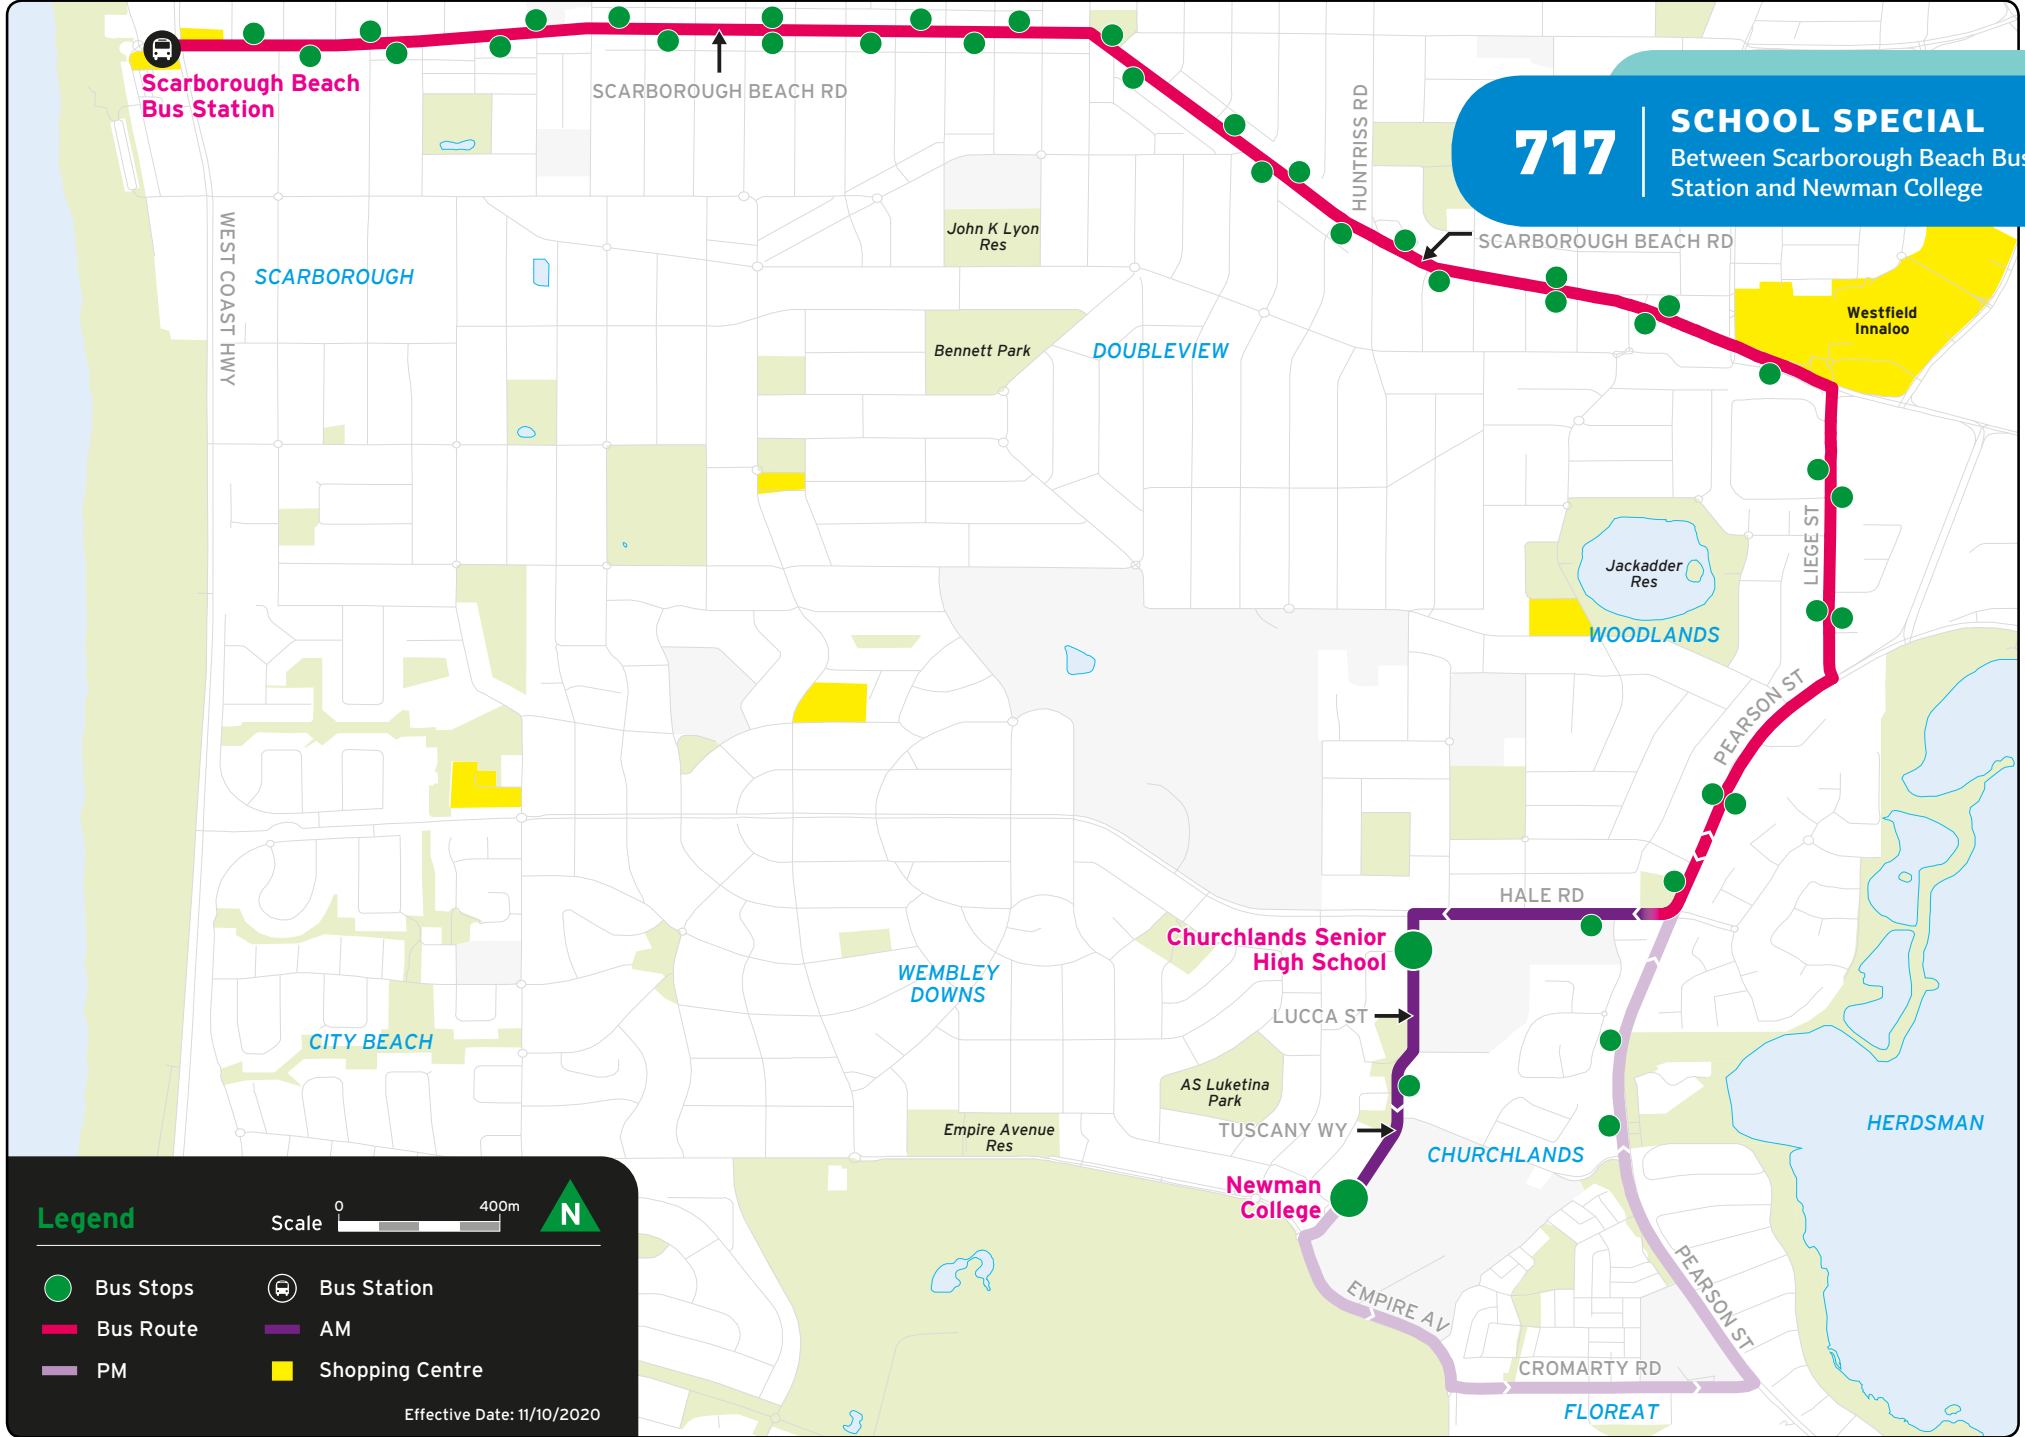 Scarborough Beach
Bus Station
SCARBOROUGH BEACH RD
HUNTRISS RD
717
SCHOOL SPECIAL
Between Scarborough Beach Bus
Station and Newman College
SCARBOROUGH BEACH RD
John K Lyon
Res
WEST COAST HWY
SCARBOROUGH
Westfield
Innaloo
Bennett Park
DOUBLEVIEW
LIEGE ST
Jackadder
Res
WOODLANDS
PEARSON ST
HALE RD
Churchlands Senior
High School
WEMBLEY
DOWNS
LUCCA ST
CITY BEACH
AS Luketina
Park
Empire Avenue
Res
TUSCANY WY
HERDSMAN
CHURCHLANDS
Newman
College
EMPIRE AV
PEARSON ST
CROMARTY RD
FLOREAT
Legend
Scale
0
400m
N
Bus Stops
Bus Station
Bus Route
AM
PM
Shopping Centre
Effective Date: 11/10/2020